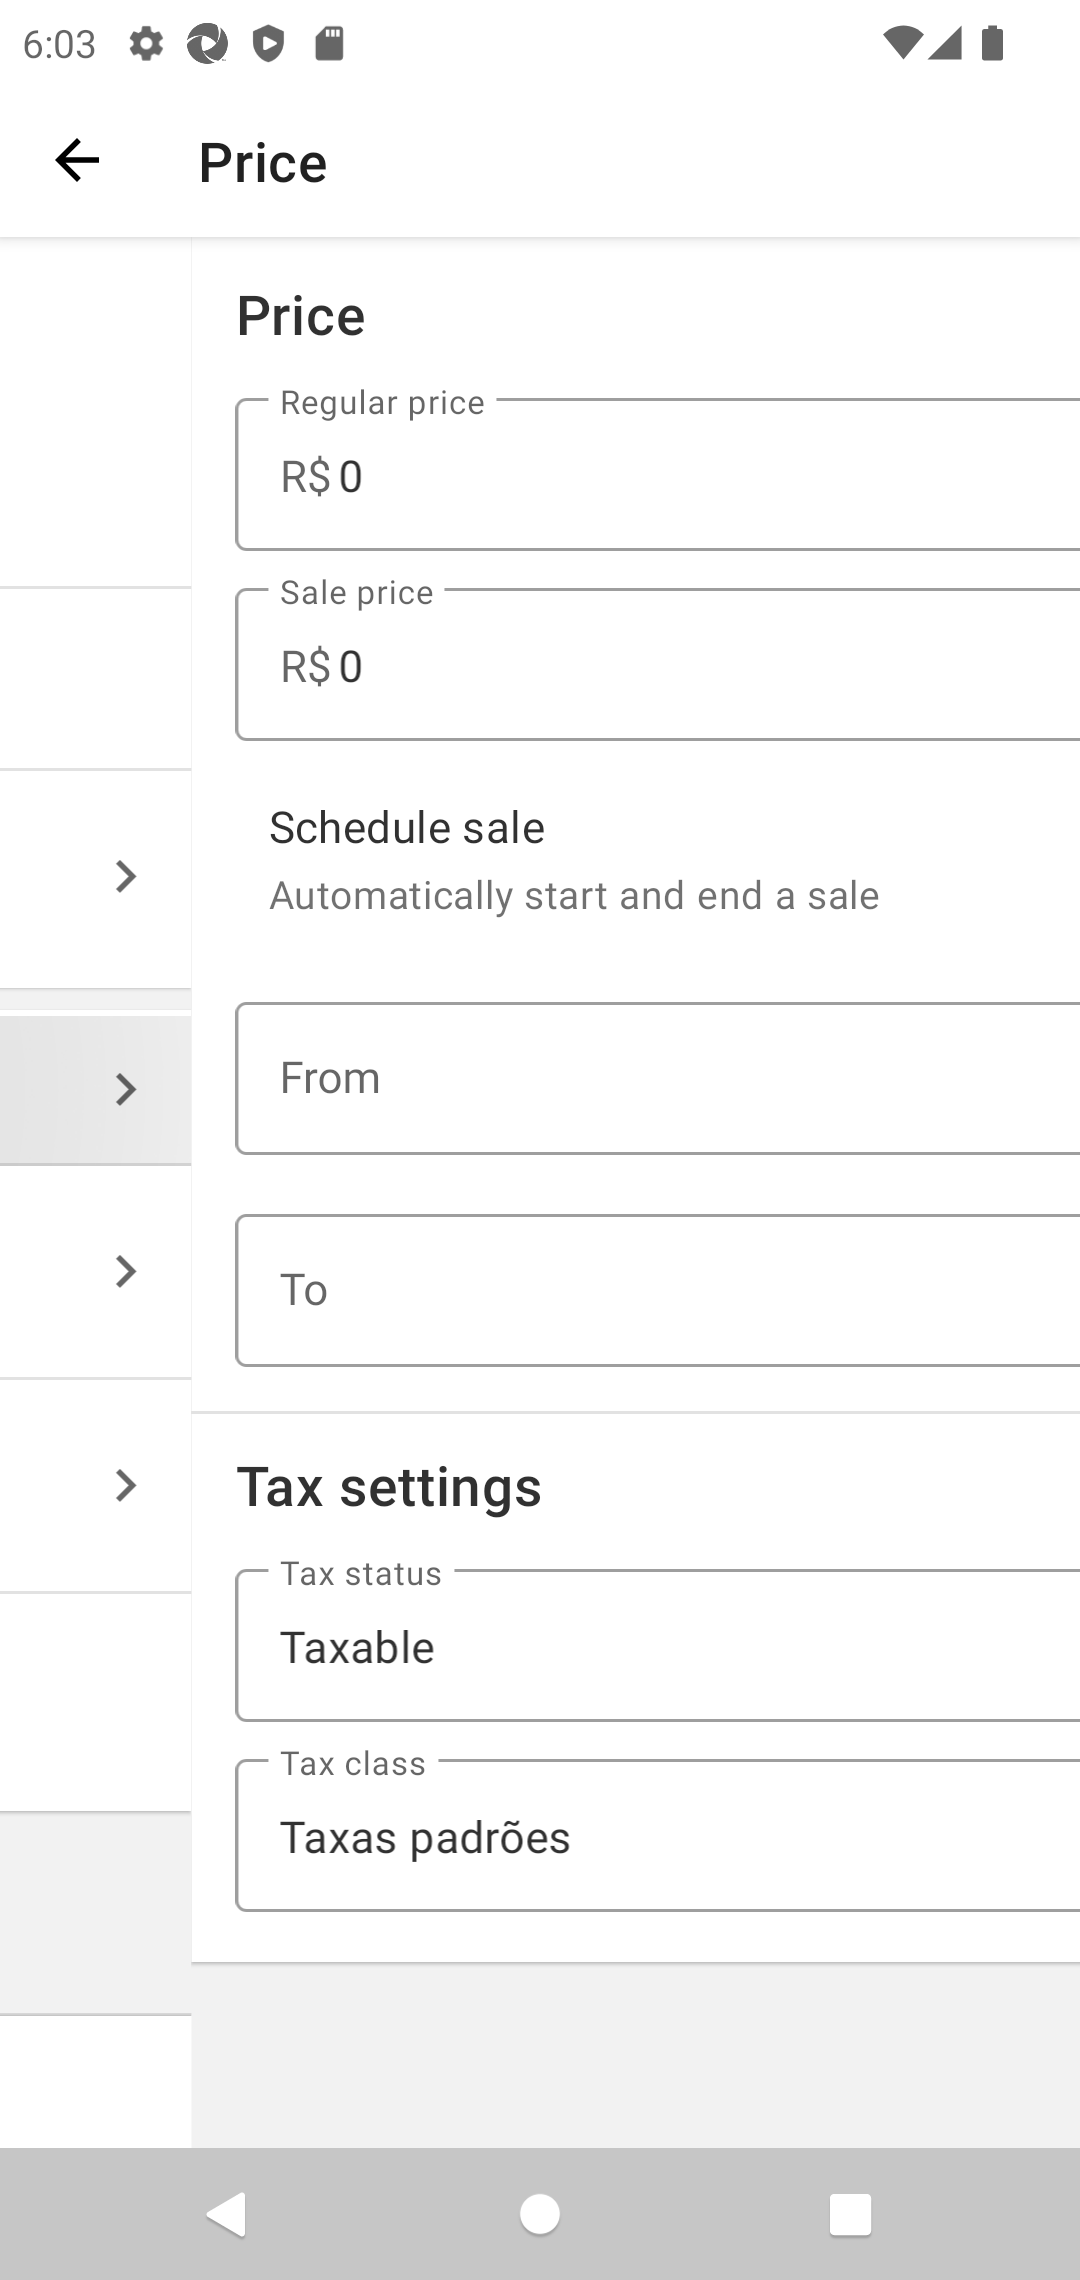 6:03
Price
Price
Regular price
R$ 0
Sale price
R$ 0
Schedule sale
Automatically start and end a sale
From
To
Tax settings
Tax status
Taxable
Tax class
Taxas padrões